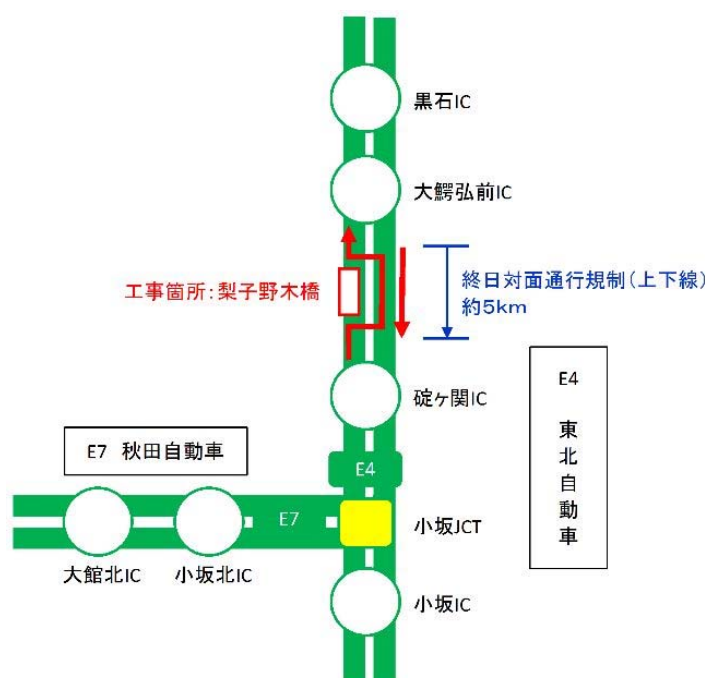 黒石IC
大鰐弘前IC
工事箇所：梨子野木橋
終日対面通行規制（上下線）
約5km
碇ヶ関IC
E4
東北自動車
E7 秋田自動車
E4
E7
小坂JCT
大館北IC
小坂北IC
小坂IC